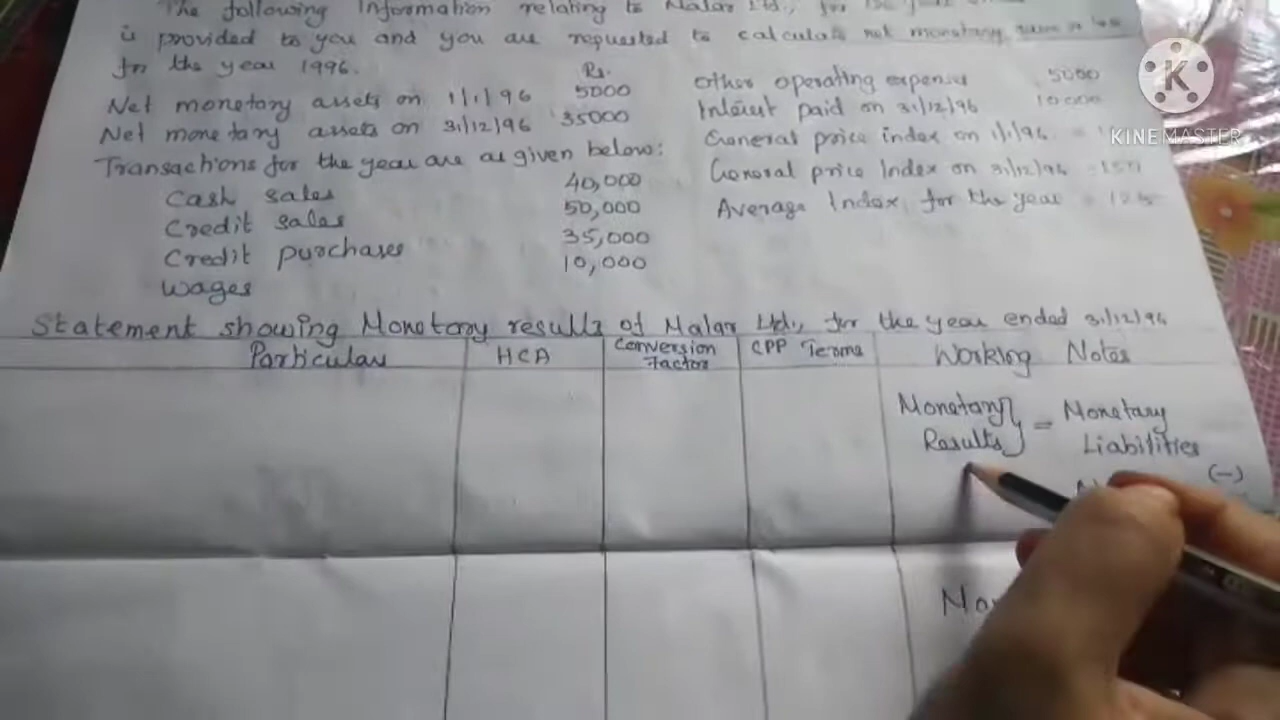 The following Information relating to Malar Ltd., for
is provided to you and you are requested to calculate net monetary
for the year 1996.
Rs.
Net monetary assets on 1/1/96 5000
Net monetary assets on 31/12/96 35000
Transactions for the year are as given below:
Cash sales 40,000
Credit sales 50,000
Credit purchases 35,000
Wages 10,000
Other operating expenses 5000
Interest paid on 31/12/96 10000
General price index on 1/1/96 =
General price Index on 31/12/96 = 150
Average Index for the year = 125
K
KINEMASTER
Statement showing Monetary results of Malar Ltd., for the year ended 31/12/96
Particulars HCA Conversion Factor CPP Terms Working Notes
Monetary Results = Monetary Liabilities
(-)